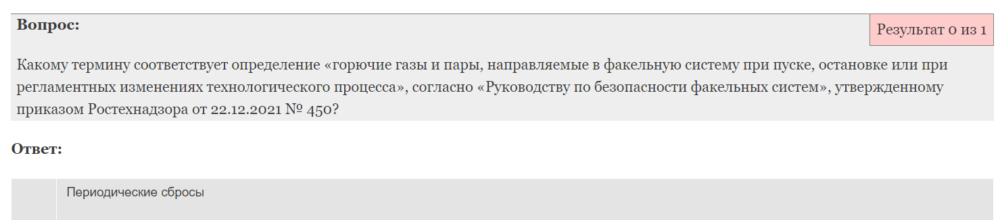 Вопрос:
Результат 0 из 1
Какому термину соответствует определение «горючие газы и пары, направляемые в факельную систему при пуске, остановке или при
регламентных изменениях технологического процесса», согласно «Руководству по безопасности факельных систем», утвержденному
приказом Ростехнадзора от 22.12.2021 № 450?
Ответ:
Периодические сбросы